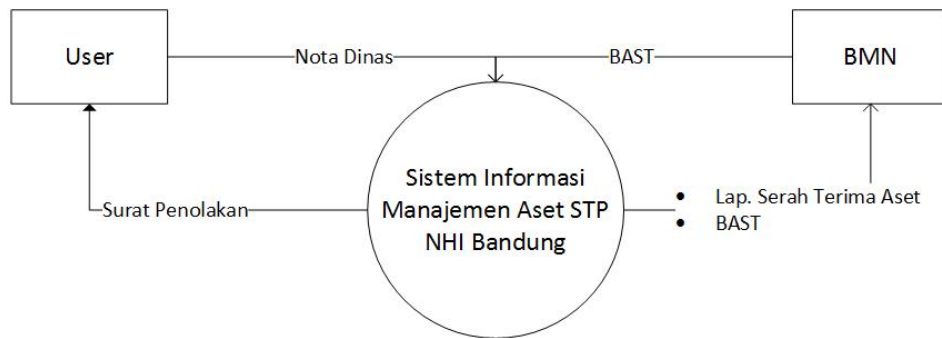 User
Nota Dinas
BAST
BMN
Sistem Informasi
Manajemen Aset STP
NHI Bandung
Surat Penolakan
• Lap. Serah Terima Aset
• BAST